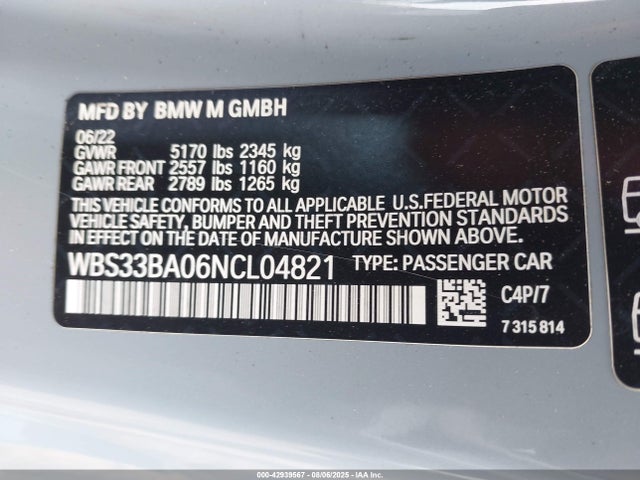 MFD BY BMW M GMBH
06/22
GVWR 5170 lbs 2345 kg
GAWR FRONT 2557 lbs 1160 kg
GAWR REAR 2789 lbs 1265 kg
THIS VEHICLE CONFORMS TO ALL APPLICABLE U.S.FEDERAL MOTOR
VEHICLE SAFETY, BUMPER AND THEFT PREVENTION STANDARDS
IN EFFECT ON THE DATE OF MANUFACTURE SHOWN ABOVE.
WBS33BA06NCL04821 TYPE: PASSENGER CAR
C4P/7
7 315 814
000-42939567 - 08/06/2025 - IAAI.COM